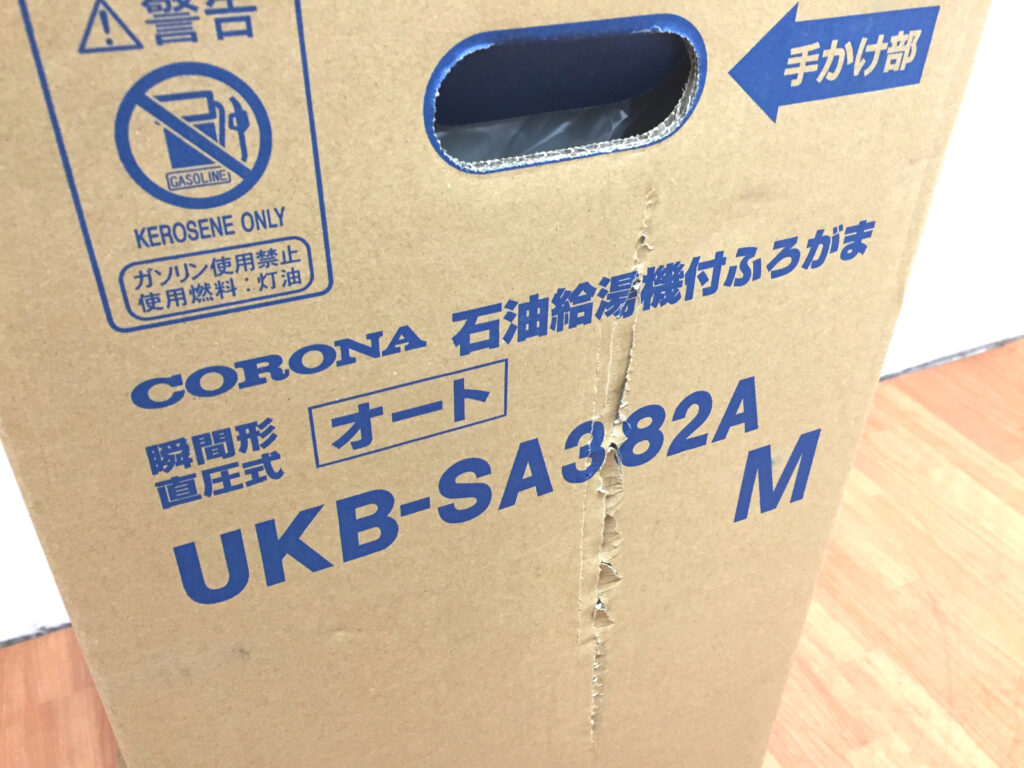 警告
手かけ部
GASOLINE
KEROSENE ONLY
ガソリン使用禁止
使用燃料：灯油
CORONA 石油給湯機付ふろがま
瞬間形
直圧式
オート
UKB-SA382A
M